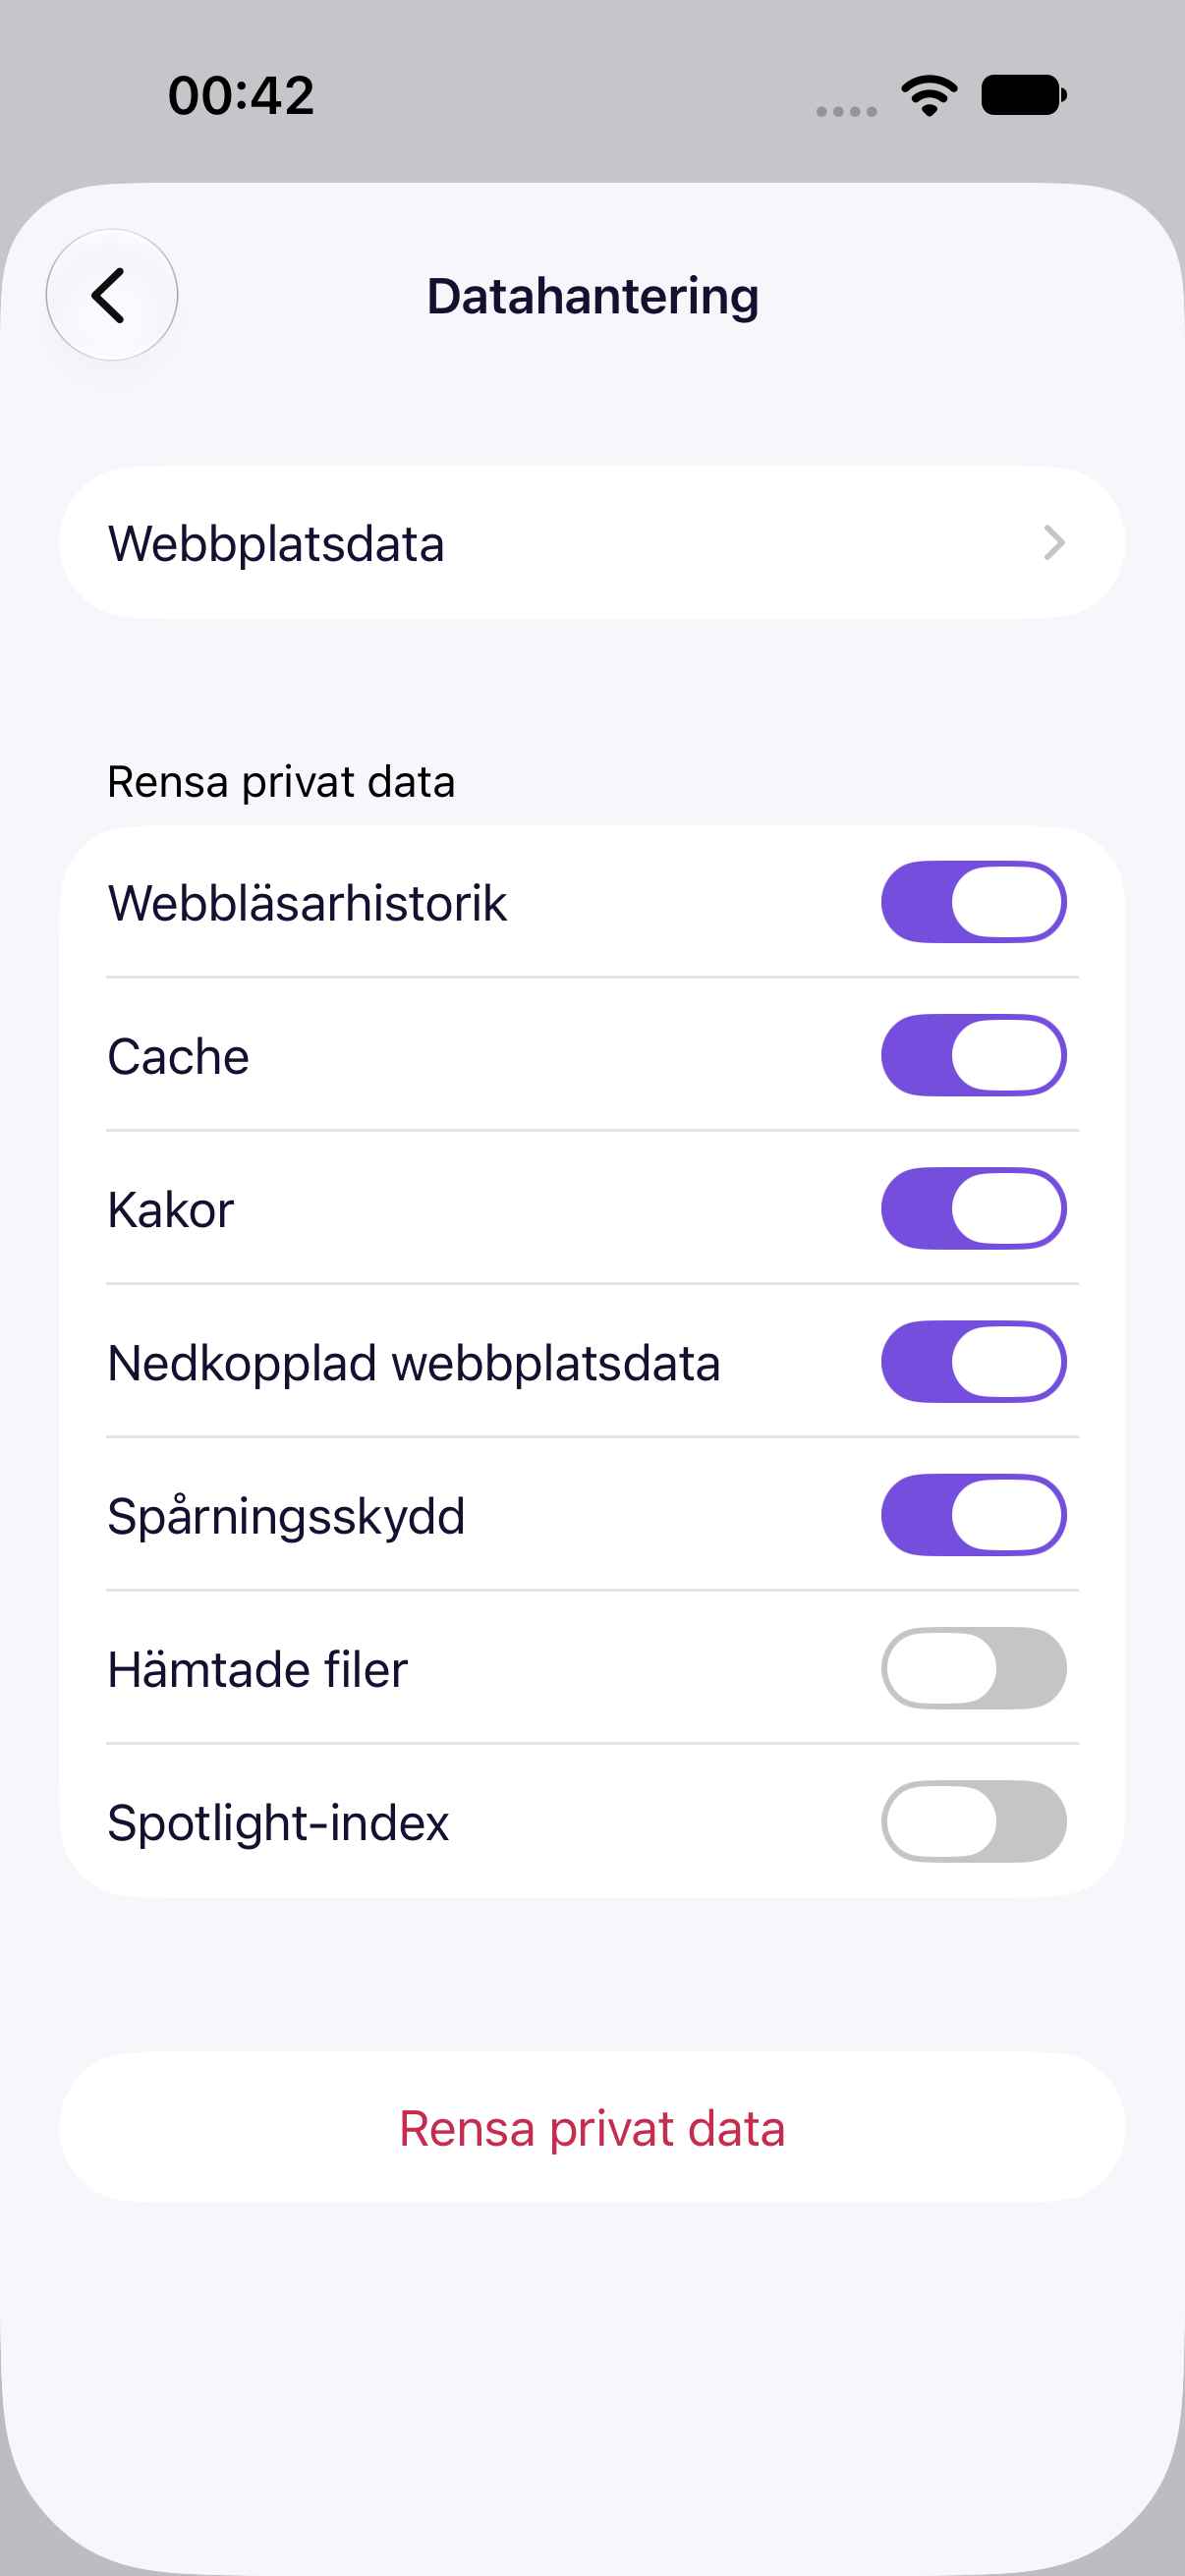 00:42
Datahantering
Webbplatsdata
Rensa privat data
Webbläsarhistorik
Cache
Kakor
Nedkopplad webbplatsdata
Spårningsskydd
Hämtade filer
Spotlight-index
Rensa privat data